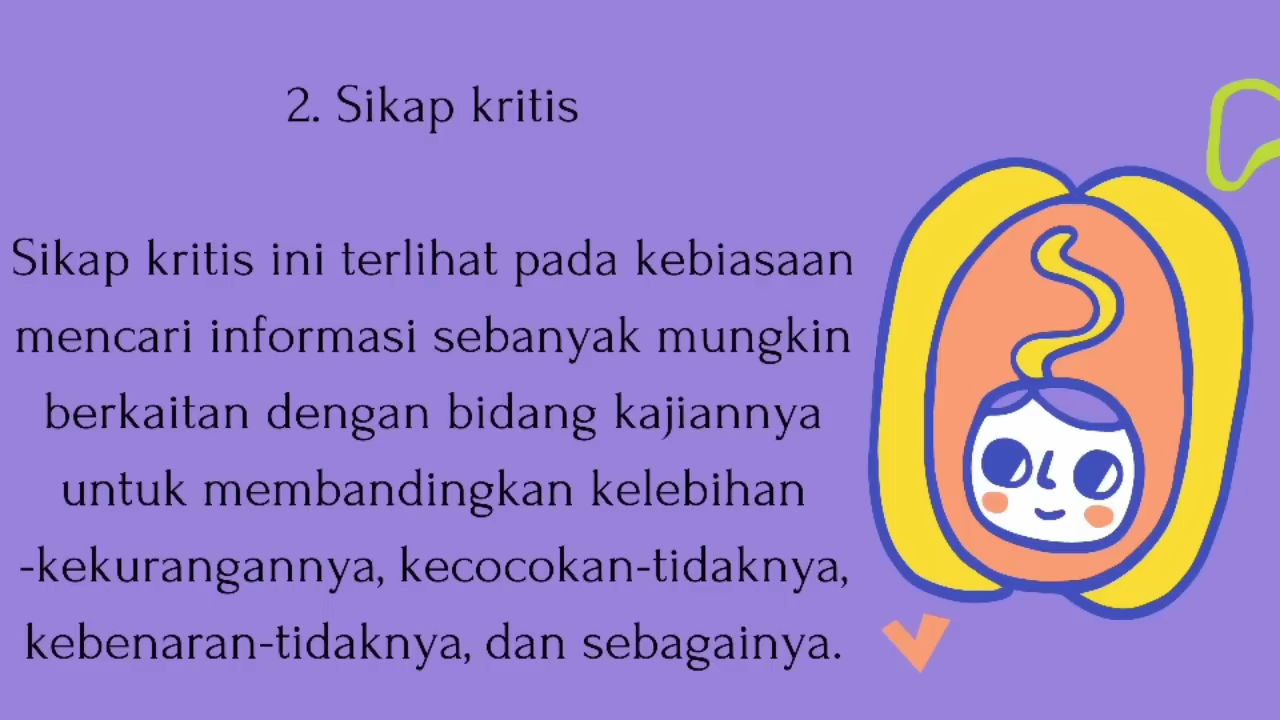 2. Sikap kritis
Sikap kritis ini terlihat pada kebiasaan
mencari informasi sebanyak mungkin
berkaitan dengan bidang kajiannya
untuk membandingkan kelebihan
-kekurangannya, kecocokan-tidaknya,
kebenaran-tidaknya, dan sebagainya.